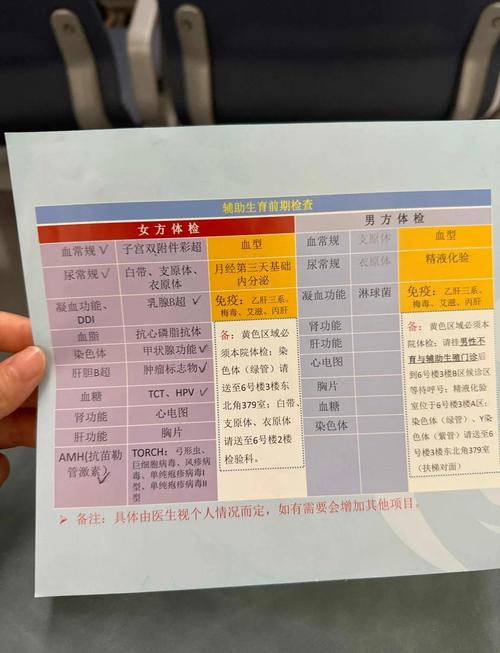 辅助生育前期检查
女方体检
男方体检
血常规 ✓
子宫双附件彩超
血型
血常规
支原体
血型
尿常规 ✓
白带、支原体、
衣原体
月经第三天基础
内分泌
尿常规
衣原体
精液化验
凝血功能、
DDI
乳腺B超 ✓
免疫:乙肝三系、
梅毒、艾滋、丙肝
凝血功能
淋球菌
免疫:乙肝三系、
梅毒、艾滋、丙肝
血脂
抗心磷脂抗体
染色体
甲状腺功能 ✓
肝胆B超
肿瘤标志物 ✓
血糖
TCT、HPV ✓
肾功能
心电图
肝功能
胸片
AMH(抗苗勒
管激素) ✓
TORCH:弓形虫、
巨细胞病毒、风疹病
毒、单纯疱疹病毒I
型、单纯疱疹病毒II
型
备:黄色区域必
须本院体检;染
色体(绿管)请
送至6号楼3楼东
北角379室;白带、
支原体、衣原体
请送至6号楼2楼
检验科。
肾功能
肝功能
心电图
胸片
血糖
染色体
备:黄色区域必须本
院体检;请挂男性不
育与辅助生殖门诊后
到6号楼3楼B区候诊区
等待呼号;精液化验
室位于6号楼3楼A区;
染色体(绿管)、Y染
色体(紫管)请送至6
号楼3楼东北角379室
(扶梯对面)
➢ 备注:具体由医生视个人情况而定,如有需要会增加其他项目。